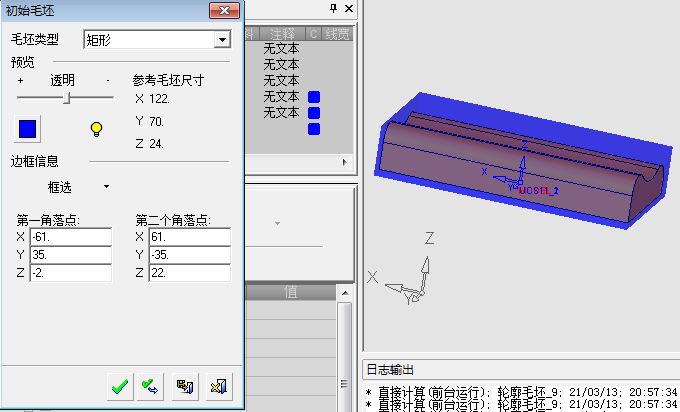 初始毛坯
毛坯类型 矩形
预览
+ 透明 -
参考毛坯尺寸
X 122.
Y 70.
Z 24.
边框信息
框选
第一角落点:
X -61.
Y 35.
Z -2.
第二个角落点:
X 61.
Y -35.
Z 22.
注释 C 线宽
无文本
无文本
无文本
无文本
无文本
值
Z
X
Y
UCS81_2
Z
X
Y
日志输出
* 直接计算(前台运行); 轮廓毛坯_9; 21/03/13; 20:57:34
* 直接计算(前台运行); 轮廓毛坯_9; 21/03/13; 20:57:34